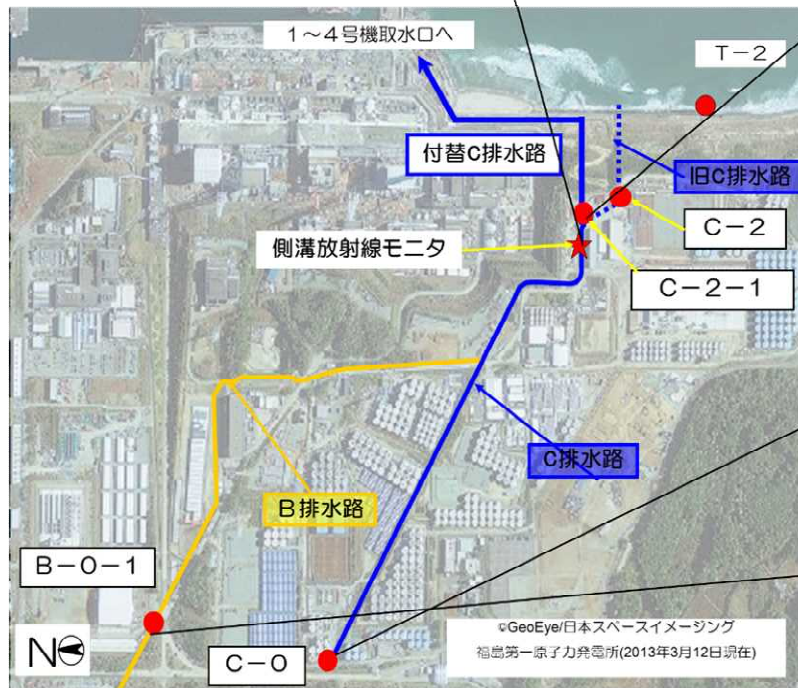 1～4号機取水口へ
T－2
付替C排水路
旧C排水路
C－2
側溝放射線モニタ
C－2－1
C排水路
B排水路
B－0－1
©GeoEye/日本スペースイメージング
福島第一原子力発電所(2013年3月12日現在)
N
C－0